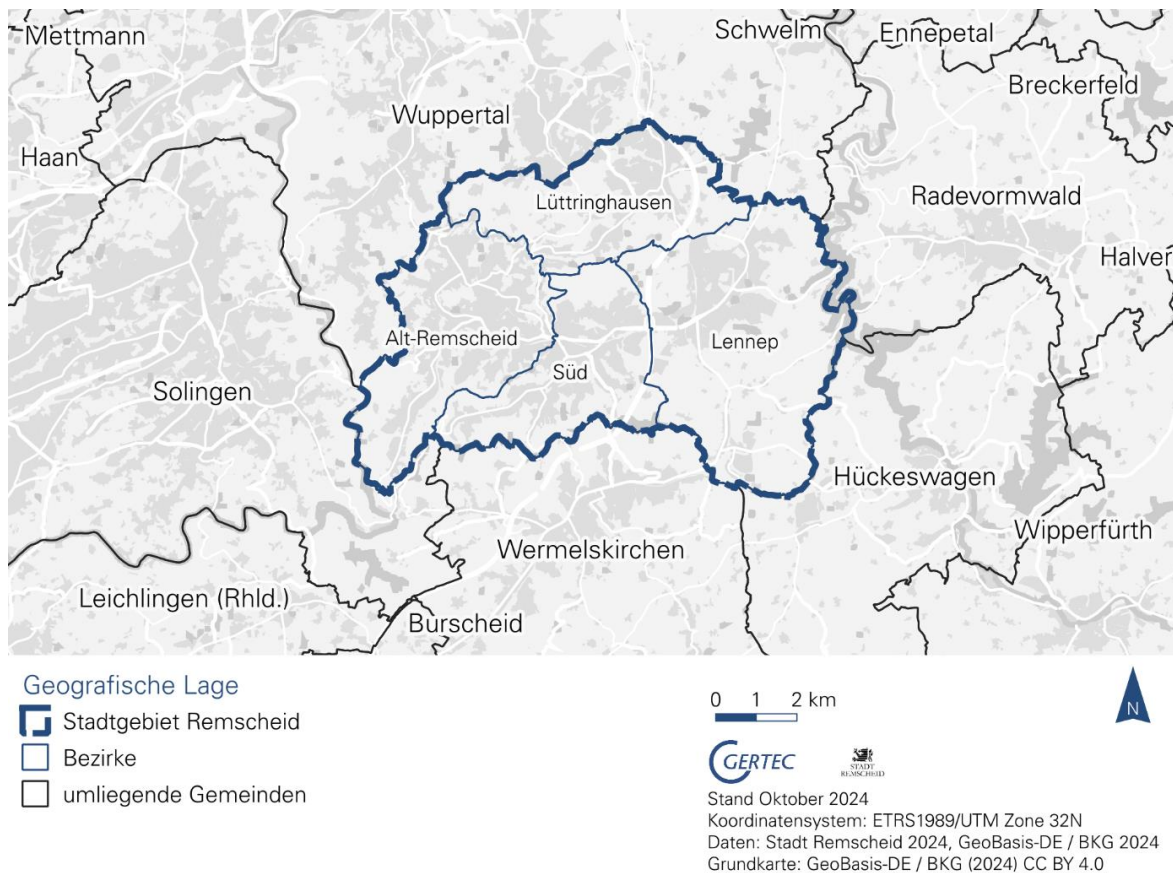 Mettmann
Schwelm
Ennepetal
Breckerfeld
Wuppertal
Haan
Lüttringhausen
Radevormwald
Halver
Alt-Remscheid
Lennep
Süd
Solingen
Hückeswagen
Wipperfürth
Wermelskirchen
Leichlingen (Rhld.)
Burscheid
Geografische Lage
Stadtgebiet Remscheid
Bezirke
umliegende Gemeinden
0 1 2 km
N
GERTEC
STADT
REMSCHEID
Stand Oktober 2024
Koordinatensystem: ETRS1989/UTM Zone 32N
Daten: Stadt Remscheid 2024, GeoBasis-DE / BKG 2024
Grundkarte: GeoBasis-DE / BKG (2024) CC BY 4.0